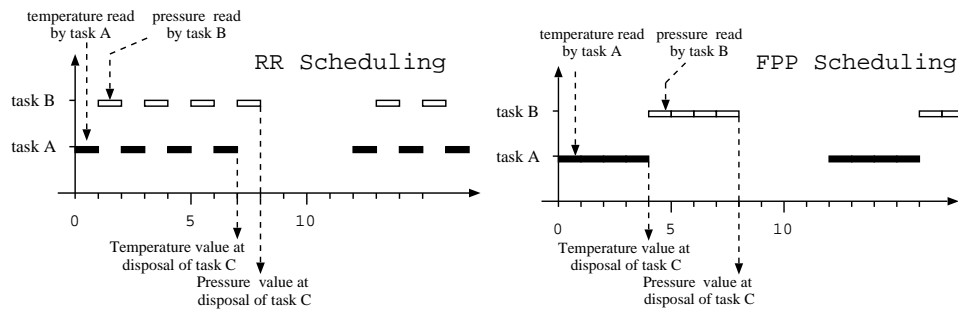 temperature read
by task A
pressure read
by task B
RR Scheduling
task B
task A
0
5
10
Temperature value at
disposal of task C
Pressure value at
disposal of task C
temperature read
by task A
pressure read
by task B
FPP Scheduling
task B
task A
0
5
10
Temperature value at
disposal of task C
Pressure value at
disposal of task C